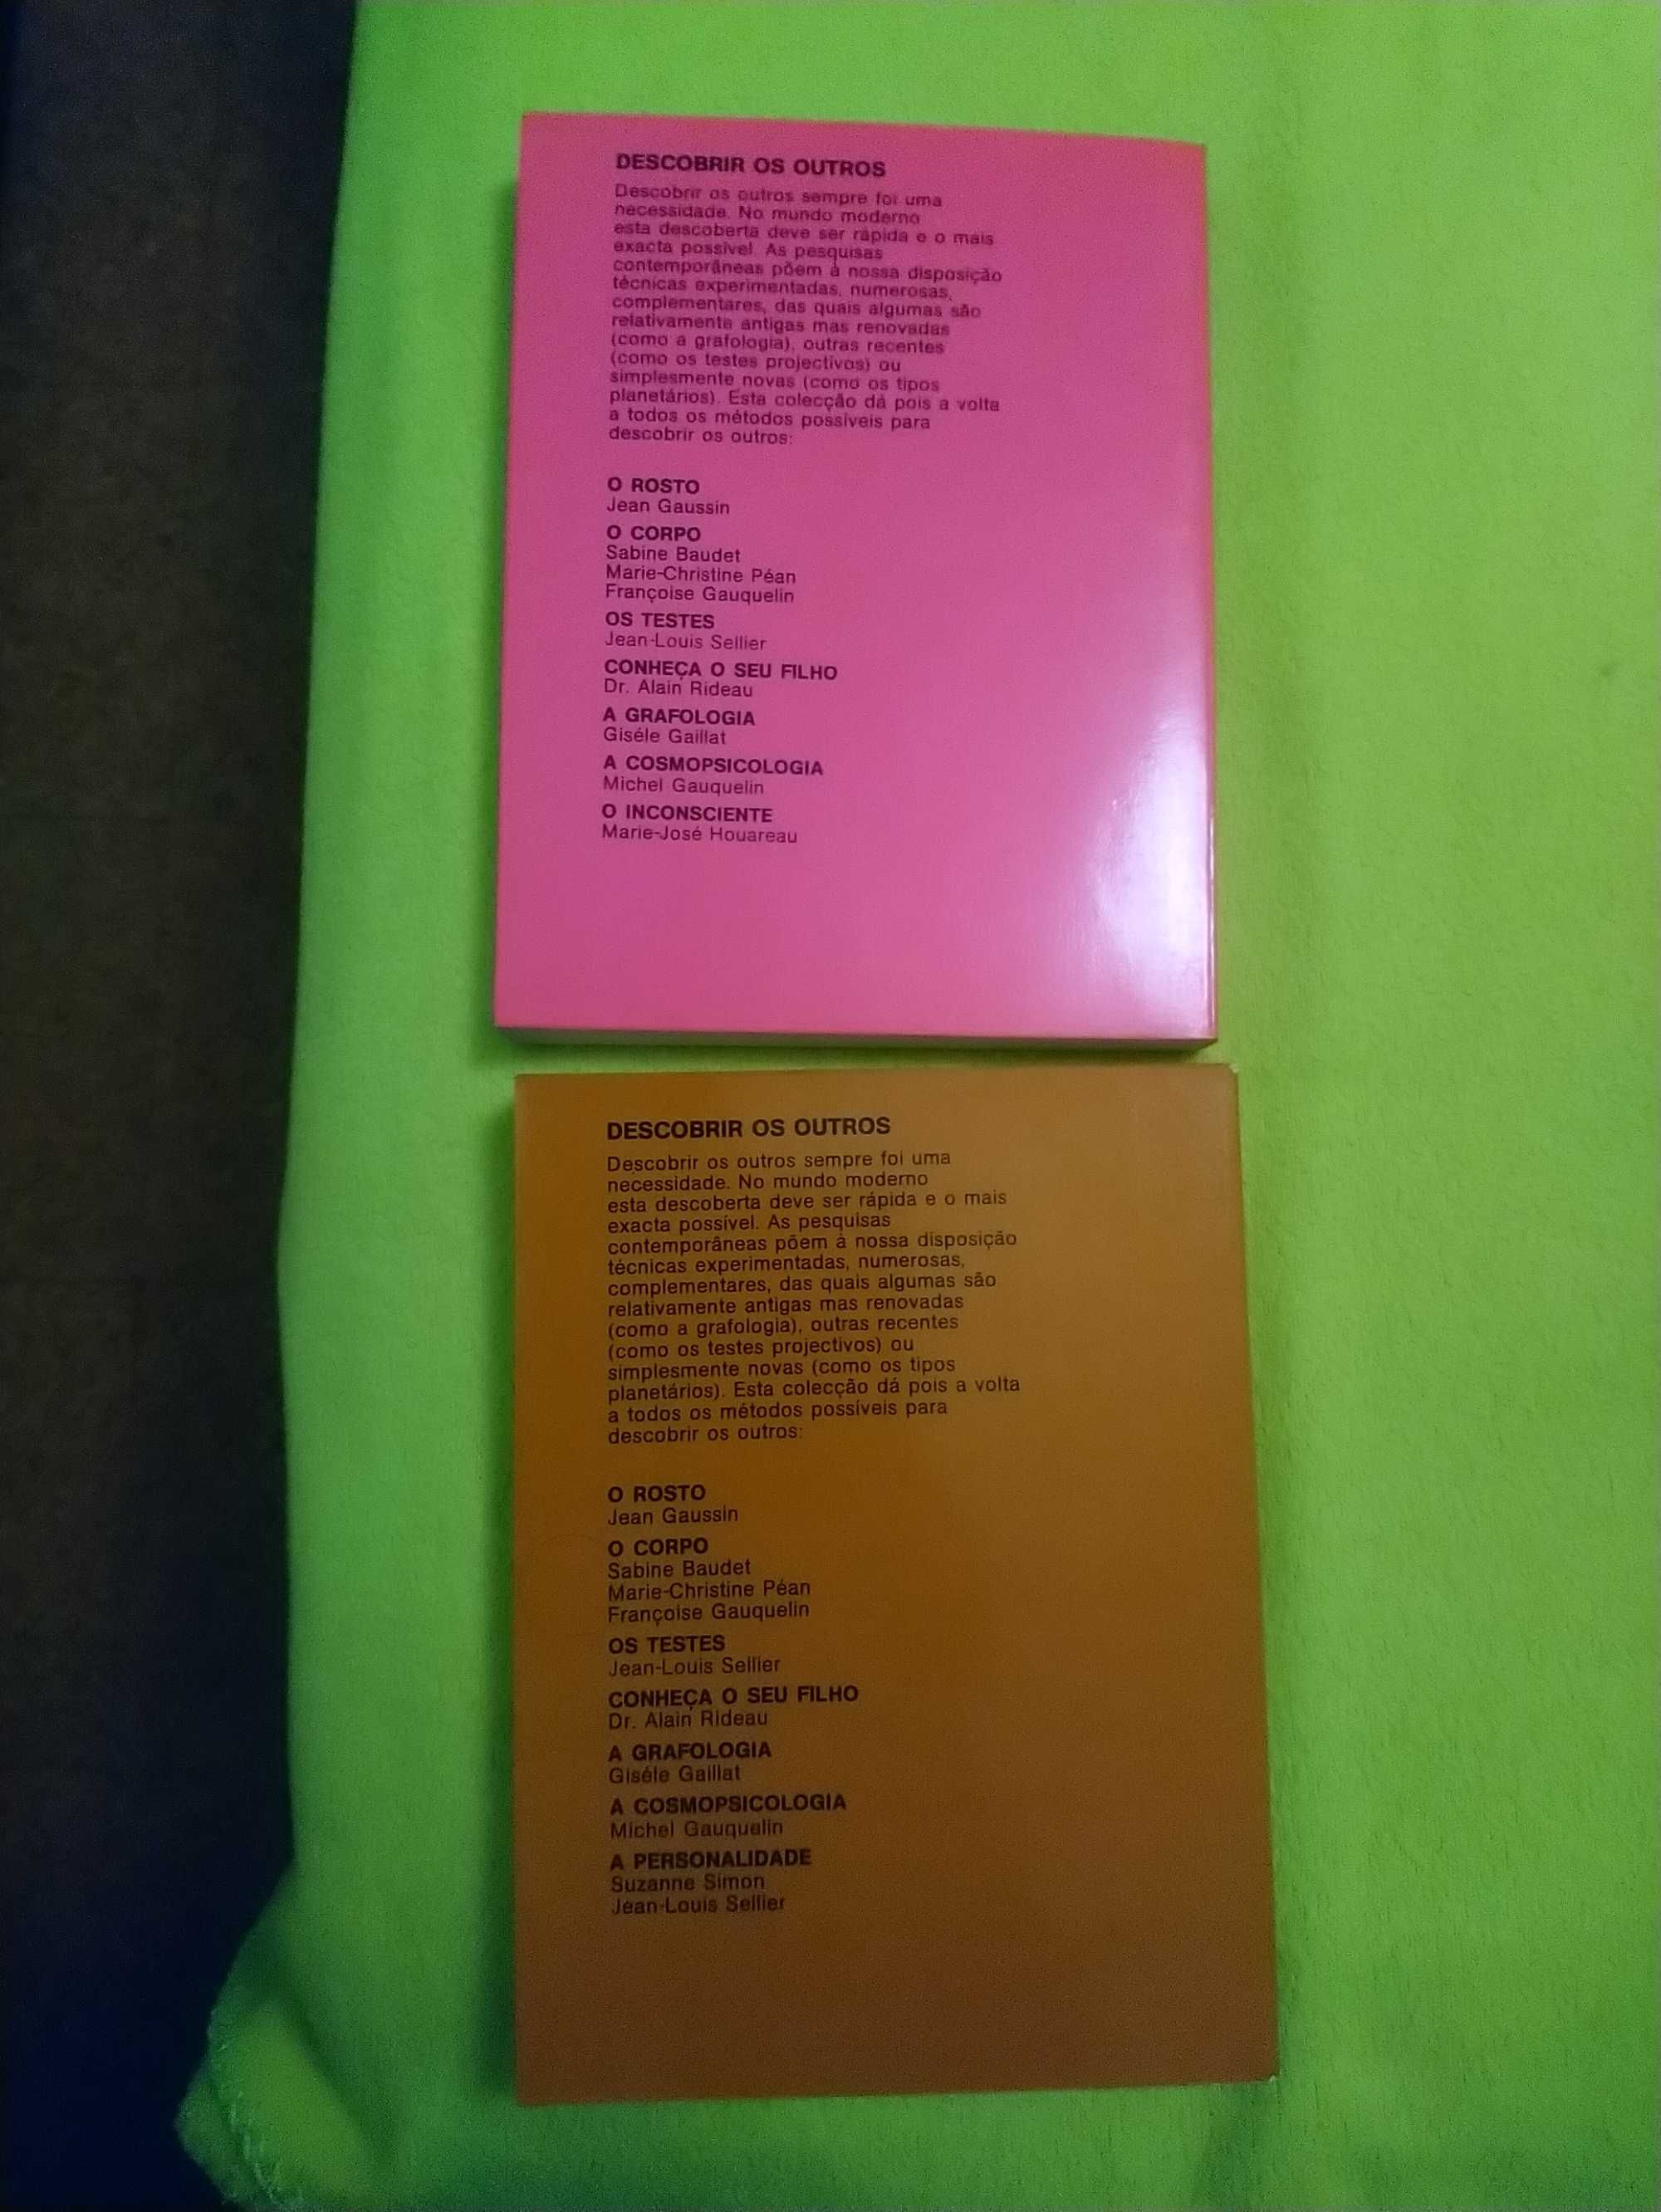 DESCOBRIR OS OUTROS
Descobrir os outros sempre foi uma
necessidade. No mundo moderno
esta descoberta deve ser rápida e o mais
exacta possível. As pesquisas
contemporâneas põem à nossa disposição
técnicas experimentadas, numerosas,
complementares, das quais algumas são
relativamente antigas mas renovadas
(como a grafologia), outras recentes
(como os testes projectivos) ou
simplesmente novas (como os tipos
planetários). Esta colecção dá pois a volta
a todos os métodos possíveis para
descobrir os outros:
O ROSTO
Jean Gaussin
O CORPO
Sabine Baudet
Marie-Christine Péan
Françoise Gauquelin
OS TESTES
Jean-Louis Sellier
CONHEÇA O SEU FILHO
Dr. Alain Rideau
A GRAFOLOGIA
Giséle Gaillat
A COSMOPSICOLOGIA
Michel Gauquelin
O INCONSCIENTE
Marie-José Houareau
DESCOBRIR OS OUTROS
Descobrir os outros sempre foi uma
necessidade. No mundo moderno
esta descoberta deve ser rápida e o mais
exacta possível. As pesquisas
contemporâneas põem à nossa disposição
técnicas experimentadas, numerosas,
complementares, das quais algumas são
relativamente antigas mas renovadas
(como a grafologia), outras recentes
(como os testes projectivos) ou
simplesmente novas (como os tipos
planetários). Esta colecção dá pois a volta
a todos os métodos possíveis para
descobrir os outros:
O ROSTO
Jean Gaussin
O CORPO
Sabine Baudet
Marie-Christine Péan
Françoise Gauquelin
OS TESTES
Jean-Louis Sellier
CONHEÇA O SEU FILHO
Dr. Alain Rideau
A GRAFOLOGIA
Giséle Gaillat
A COSMOPSICOLOGIA
Michel Gauquelin
A PERSONALIDADE
Suzanne Simon
Jean-Louis Sellier